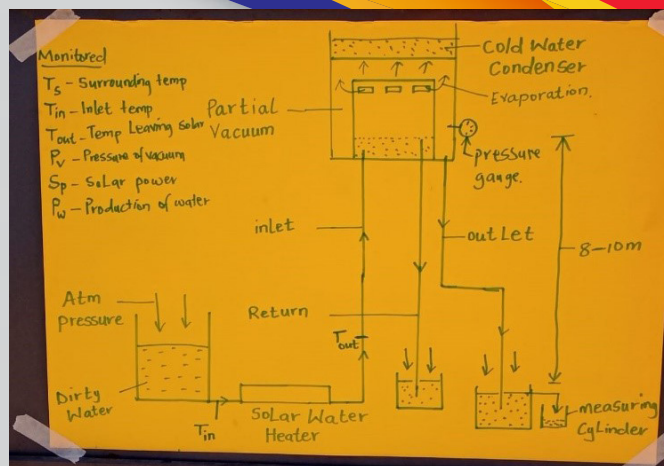 Monitored
Ts - Surrounding temp
Tin - Inlet temp
Tout - Temp Leaving solar
Pv - Pressure of vacuum
Sp - Solar power
Pw - Production of water
Partial
Vacuum
Cold Water
Condenser
Evaporation.
pressure
gauge.
inlet
outLet
8-10m
Atm
pressure
Return
Tout
Dirty
Water
Tin
Solar Water
Heater
measuring
Cylinder